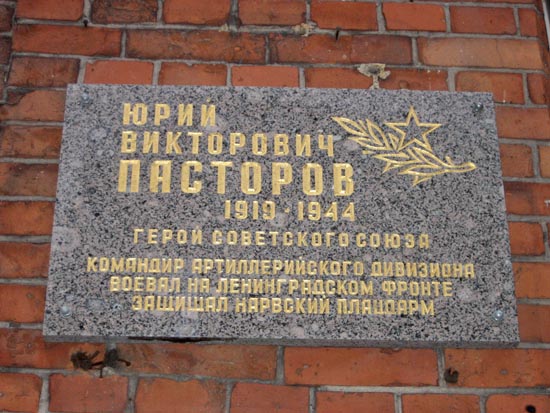 ЮРИЙ
ВИКТОРОВИЧ
ПАСТОРОВ
1919 · 1944
ГЕРОЙ СОВЕТСКОГО СОЮЗА
КОМАНДИР АРТИЛЛЕРИЙСКОГО ДИВИЗИОНА
ВОЕВАЛ НА ЛЕНИНГРАДСКОМ ФРОНТЕ
ЗАЩИЩАЛ НАРВСКИЙ ПЛАЦДАРМ